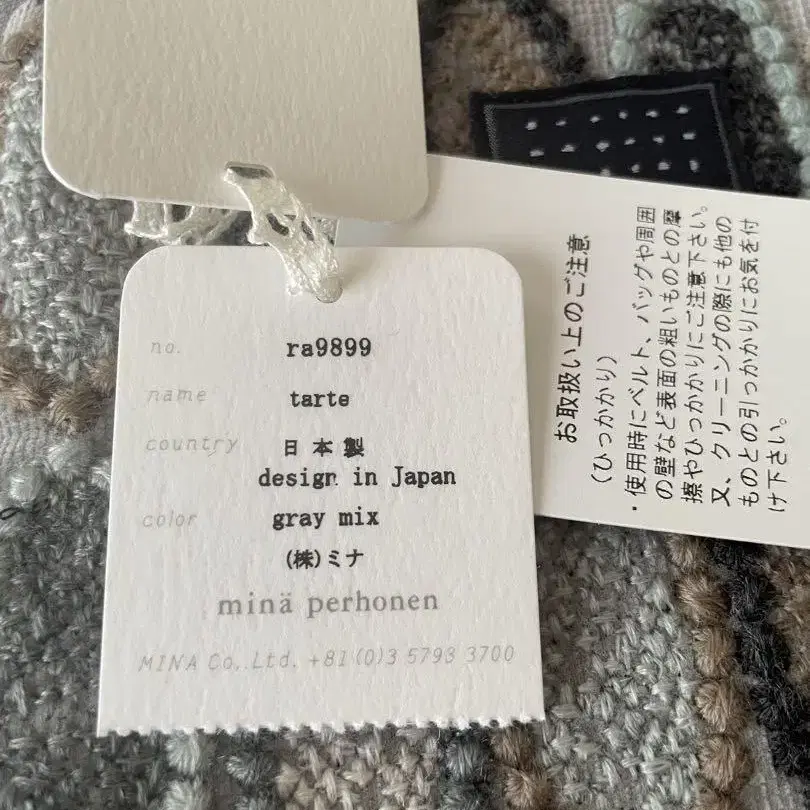 no. ra9899
name tarte
country 日本製
design in Japan
color gray mix
(株)ミナ
minä perhonen
MINA Co,.Ltd. +81(0)3 5793 3700
お取扱い上のご注意
(ひっかかり)
・使用時にベルト、バッグや周囲
の壁など表面の粗いものとの摩
擦やひっかかりにご注意下さい。
又、クリーニングの際にも他の
ものとの引っかかりにお気を付
け下さい。